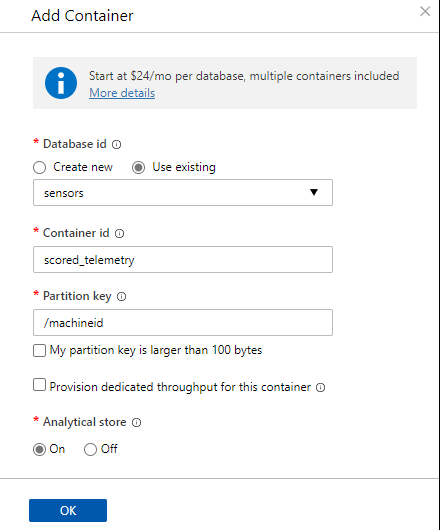 Add Container
Start at $24/mo per database, multiple containers included
More details
* Database id
Create new
Use existing
sensors
* Container id
scored_telemetry
* Partition key
/machineid
My partition key is larger than 100 bytes
Provision dedicated throughput for this container
* Analytical store
On
Off
OK